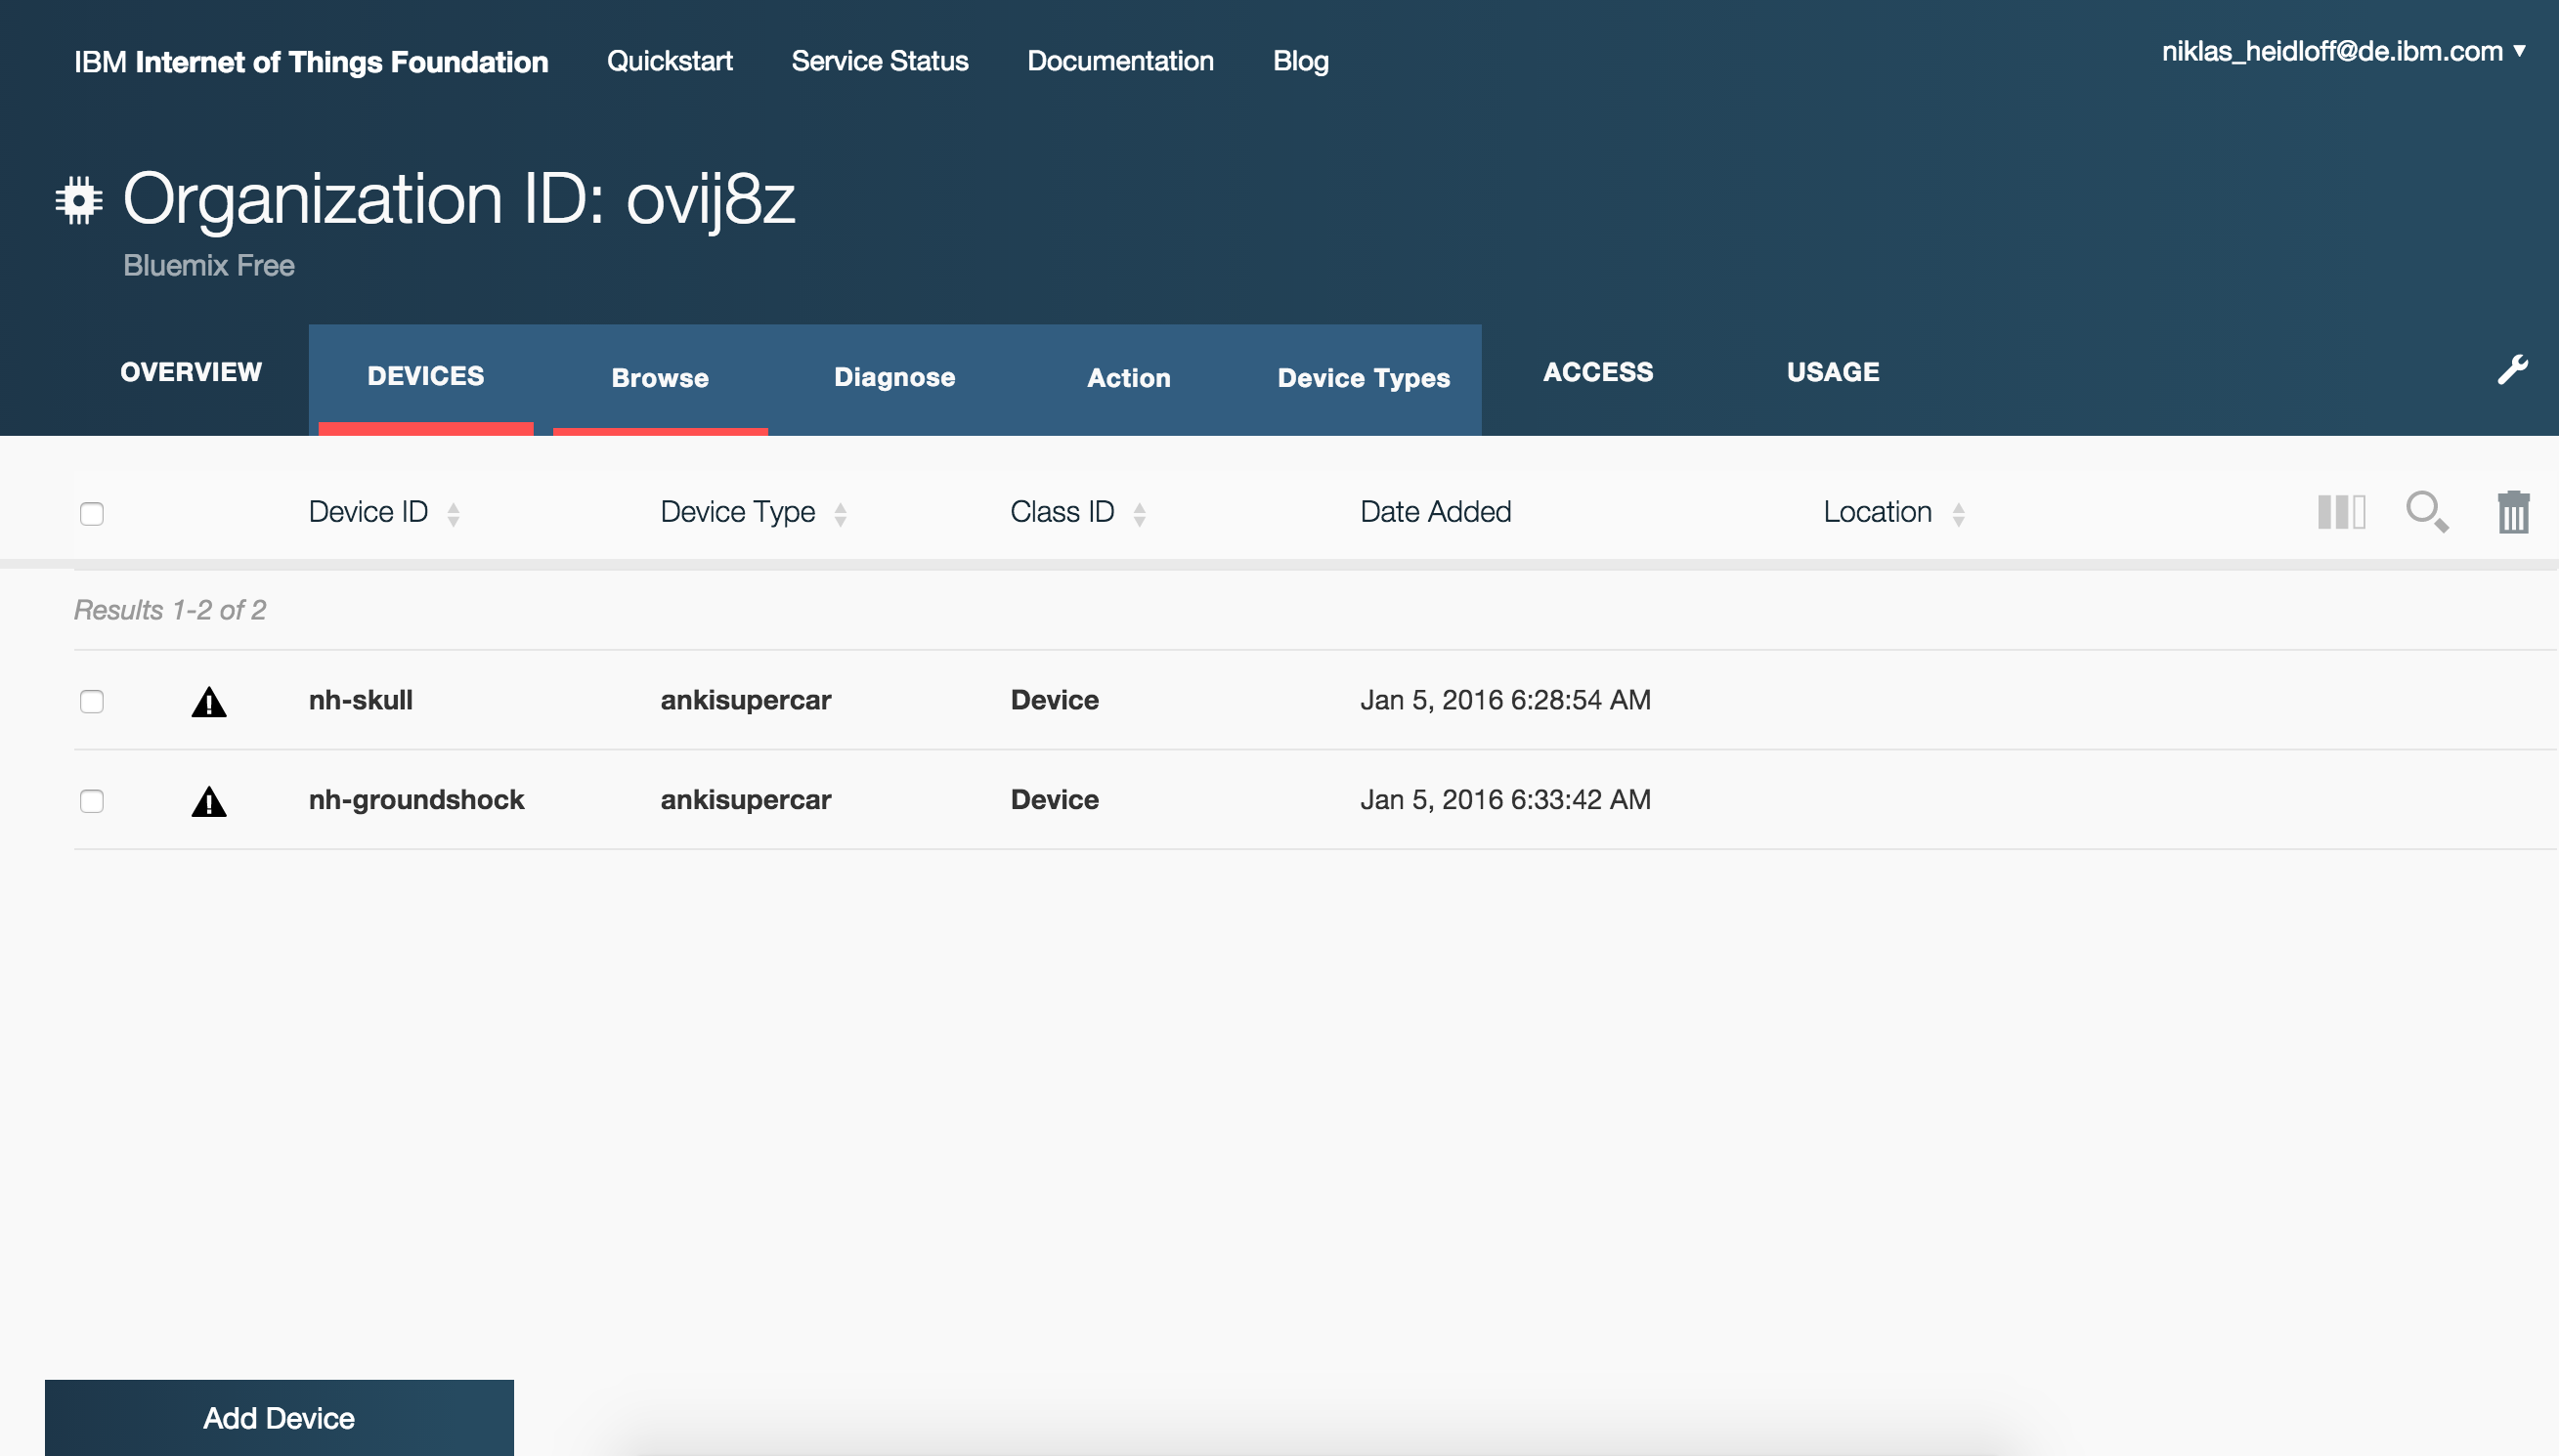 IBM Internet of Things Foundation Quickstart Service Status Documentation Blog niklas_heidloff@de.ibm.com ▼
Organization ID: ovij8z
Bluemix Free
OVERVIEW DEVICES Browse Diagnose Action Device Types ACCESS USAGE
Device ID Device Type Class ID Date Added Location
Results 1-2 of 2
nh-skull ankisupercar Device Jan 5, 2016 6:28:54 AM
nh-groundshock ankisupercar Device Jan 5, 2016 6:33:42 AM
Add Device